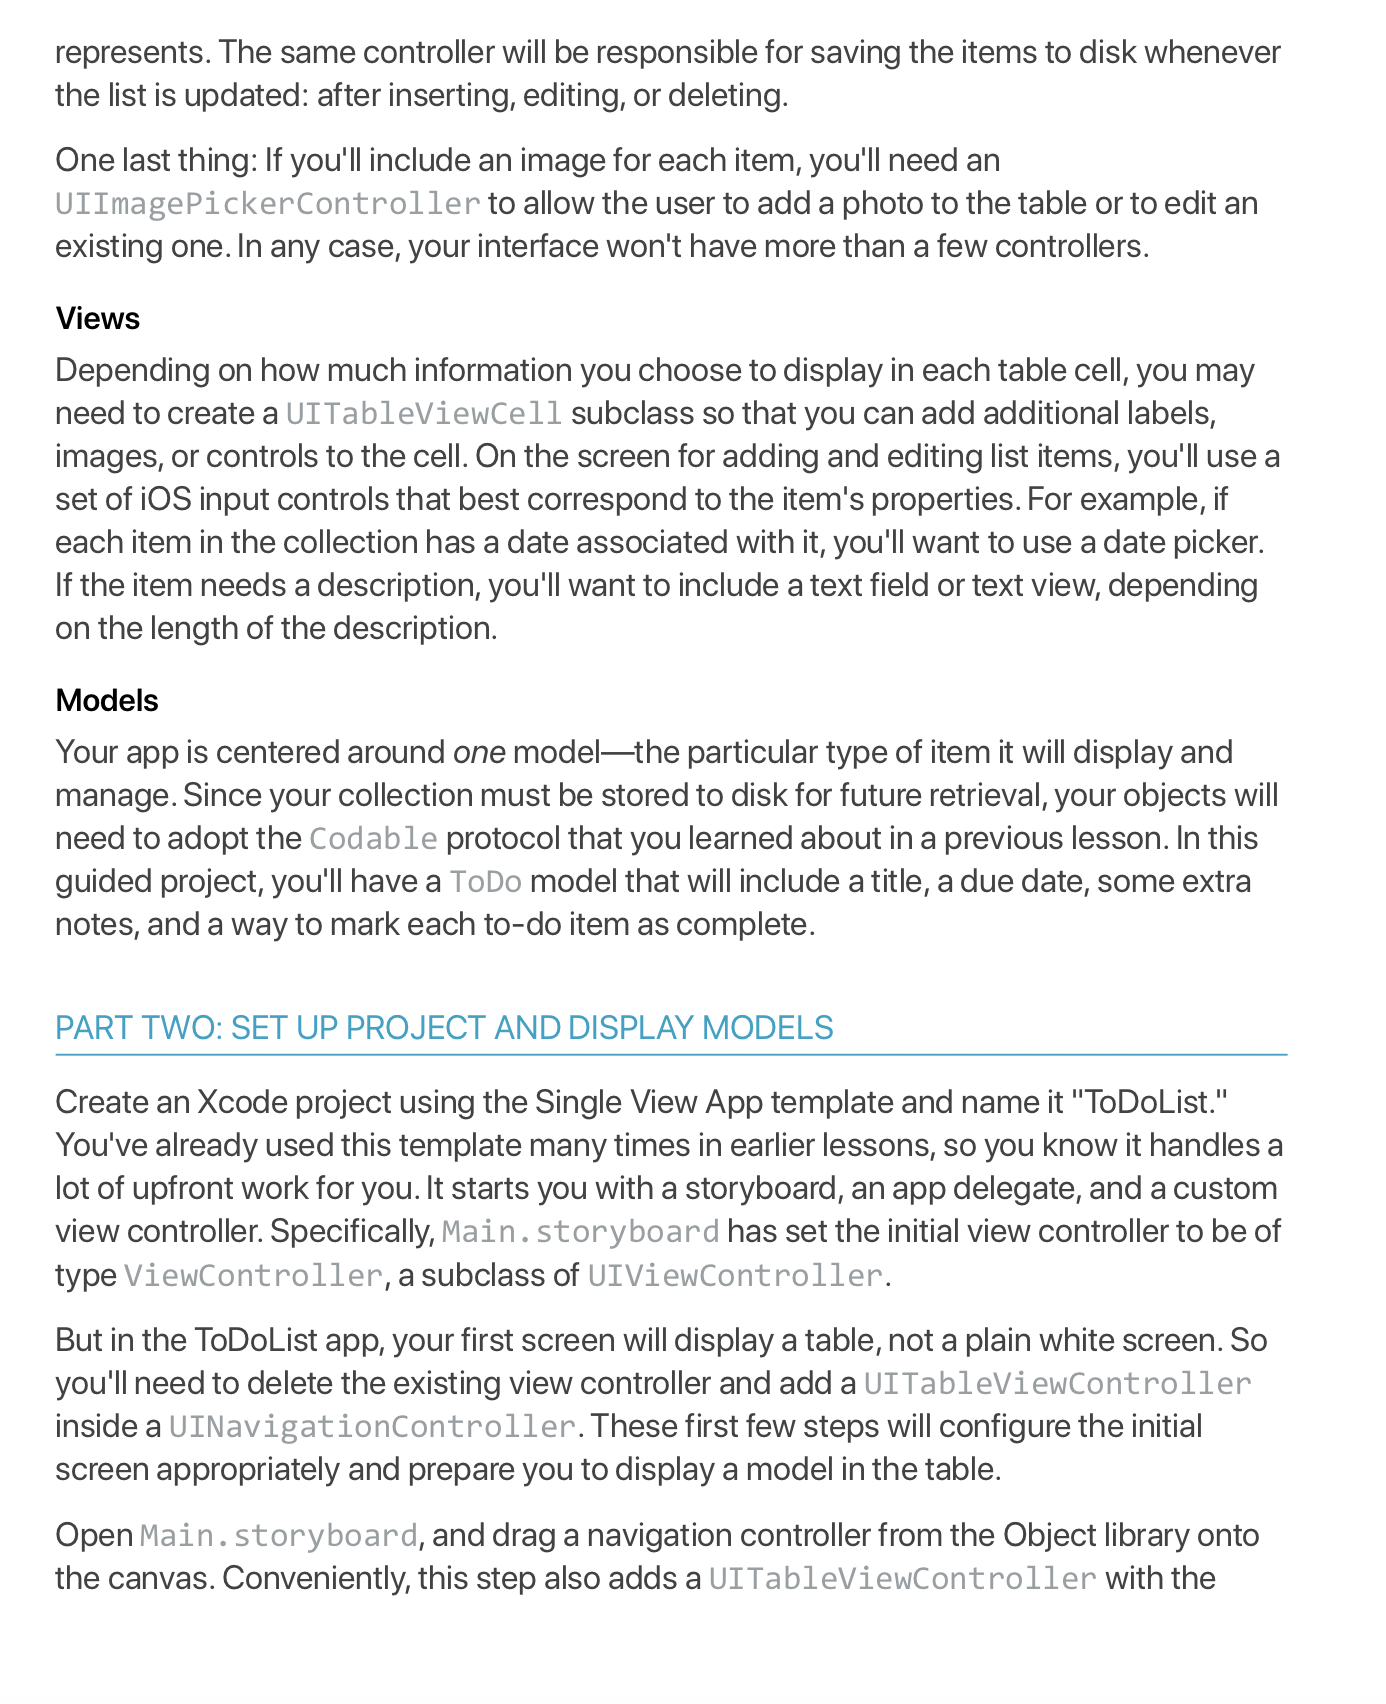 represents. The same controller will be responsible for saving the items to disk whenever
the list is updated: after inserting, editing, or deleting.
One last thing: If you'll include an image for each item, you'll need an
UIImagePickerController to allow the user to add a photo to the table or to edit an
existing one. In any case, your interface won't have more than a few controllers.
Views
Depending on how much information you choose to display in each table cell, you may
need to create a UITableViewCell subclass so that you can add additional labels,
images, or controls to the cell. On the screen for adding and editing list items, you'll use a
set of iOS input controls that best correspond to the item's properties. For example, if
each item in the collection has a date associated with it, you'll want to use a date picker.
If the item needs a description, you'll want to include a text field or text view, depending
on the length of the description.
Models
Your app is centered around one model—the particular type of item it will display and
manage. Since your collection must be stored to disk for future retrieval, your objects will
need to adopt the Codable protocol that you learned about in a previous lesson. In this
guided project, you'll have a ToDo model that will include a title, a due date, some extra
notes, and a way to mark each to-do item as complete.
PART TWO: SET UP PROJECT AND DISPLAY MODELS
Create an Xcode project using the Single View App template and name it "ToDoList."
You've already used this template many times in earlier lessons, so you know it handles a
lot of upfront work for you. It starts you with a storyboard, an app delegate, and a custom
view controller. Specifically, Main.storyboard has set the initial view controller to be of
type ViewController, a subclass of UIViewController.
But in the ToDoList app, your first screen will display a table, not a plain white screen. So
you'll need to delete the existing view controller and add a UITableViewController
inside a UINavigationController. These first few steps will configure the initial
screen appropriately and prepare you to display a model in the table.
Open Main.storyboard, and drag a navigation controller from the Object library onto
the canvas. Conveniently, this step also adds a UITableViewController with the